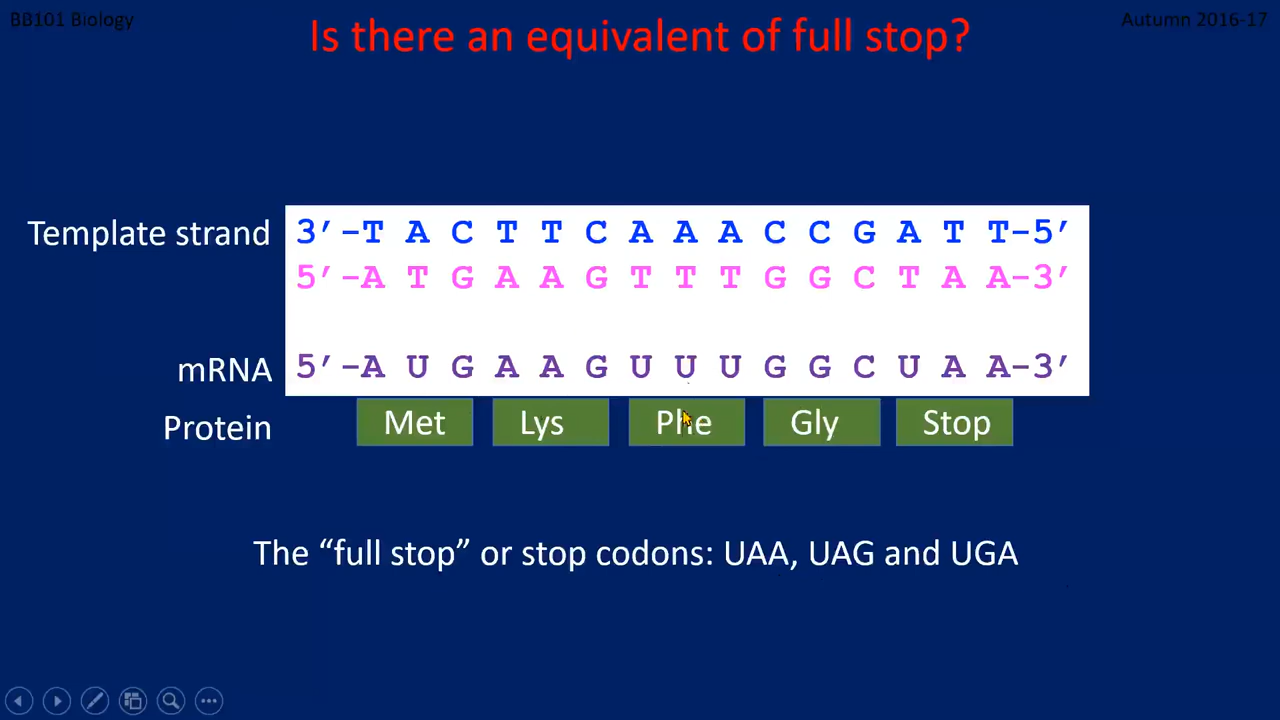 BB101 Biology
Autumn 2016-17
Is there an equivalent of full stop?
Template strand 3’-T A C T T C A A A C C G A T T-5’
5’-A T G A A G T T T G G C T A A-3’
mRNA 5’-A U G A A G U U U G G C U A A-3’
Protein Met Lys Phe Gly Stop
The “full stop” or stop codons: UAA, UAG and UGA